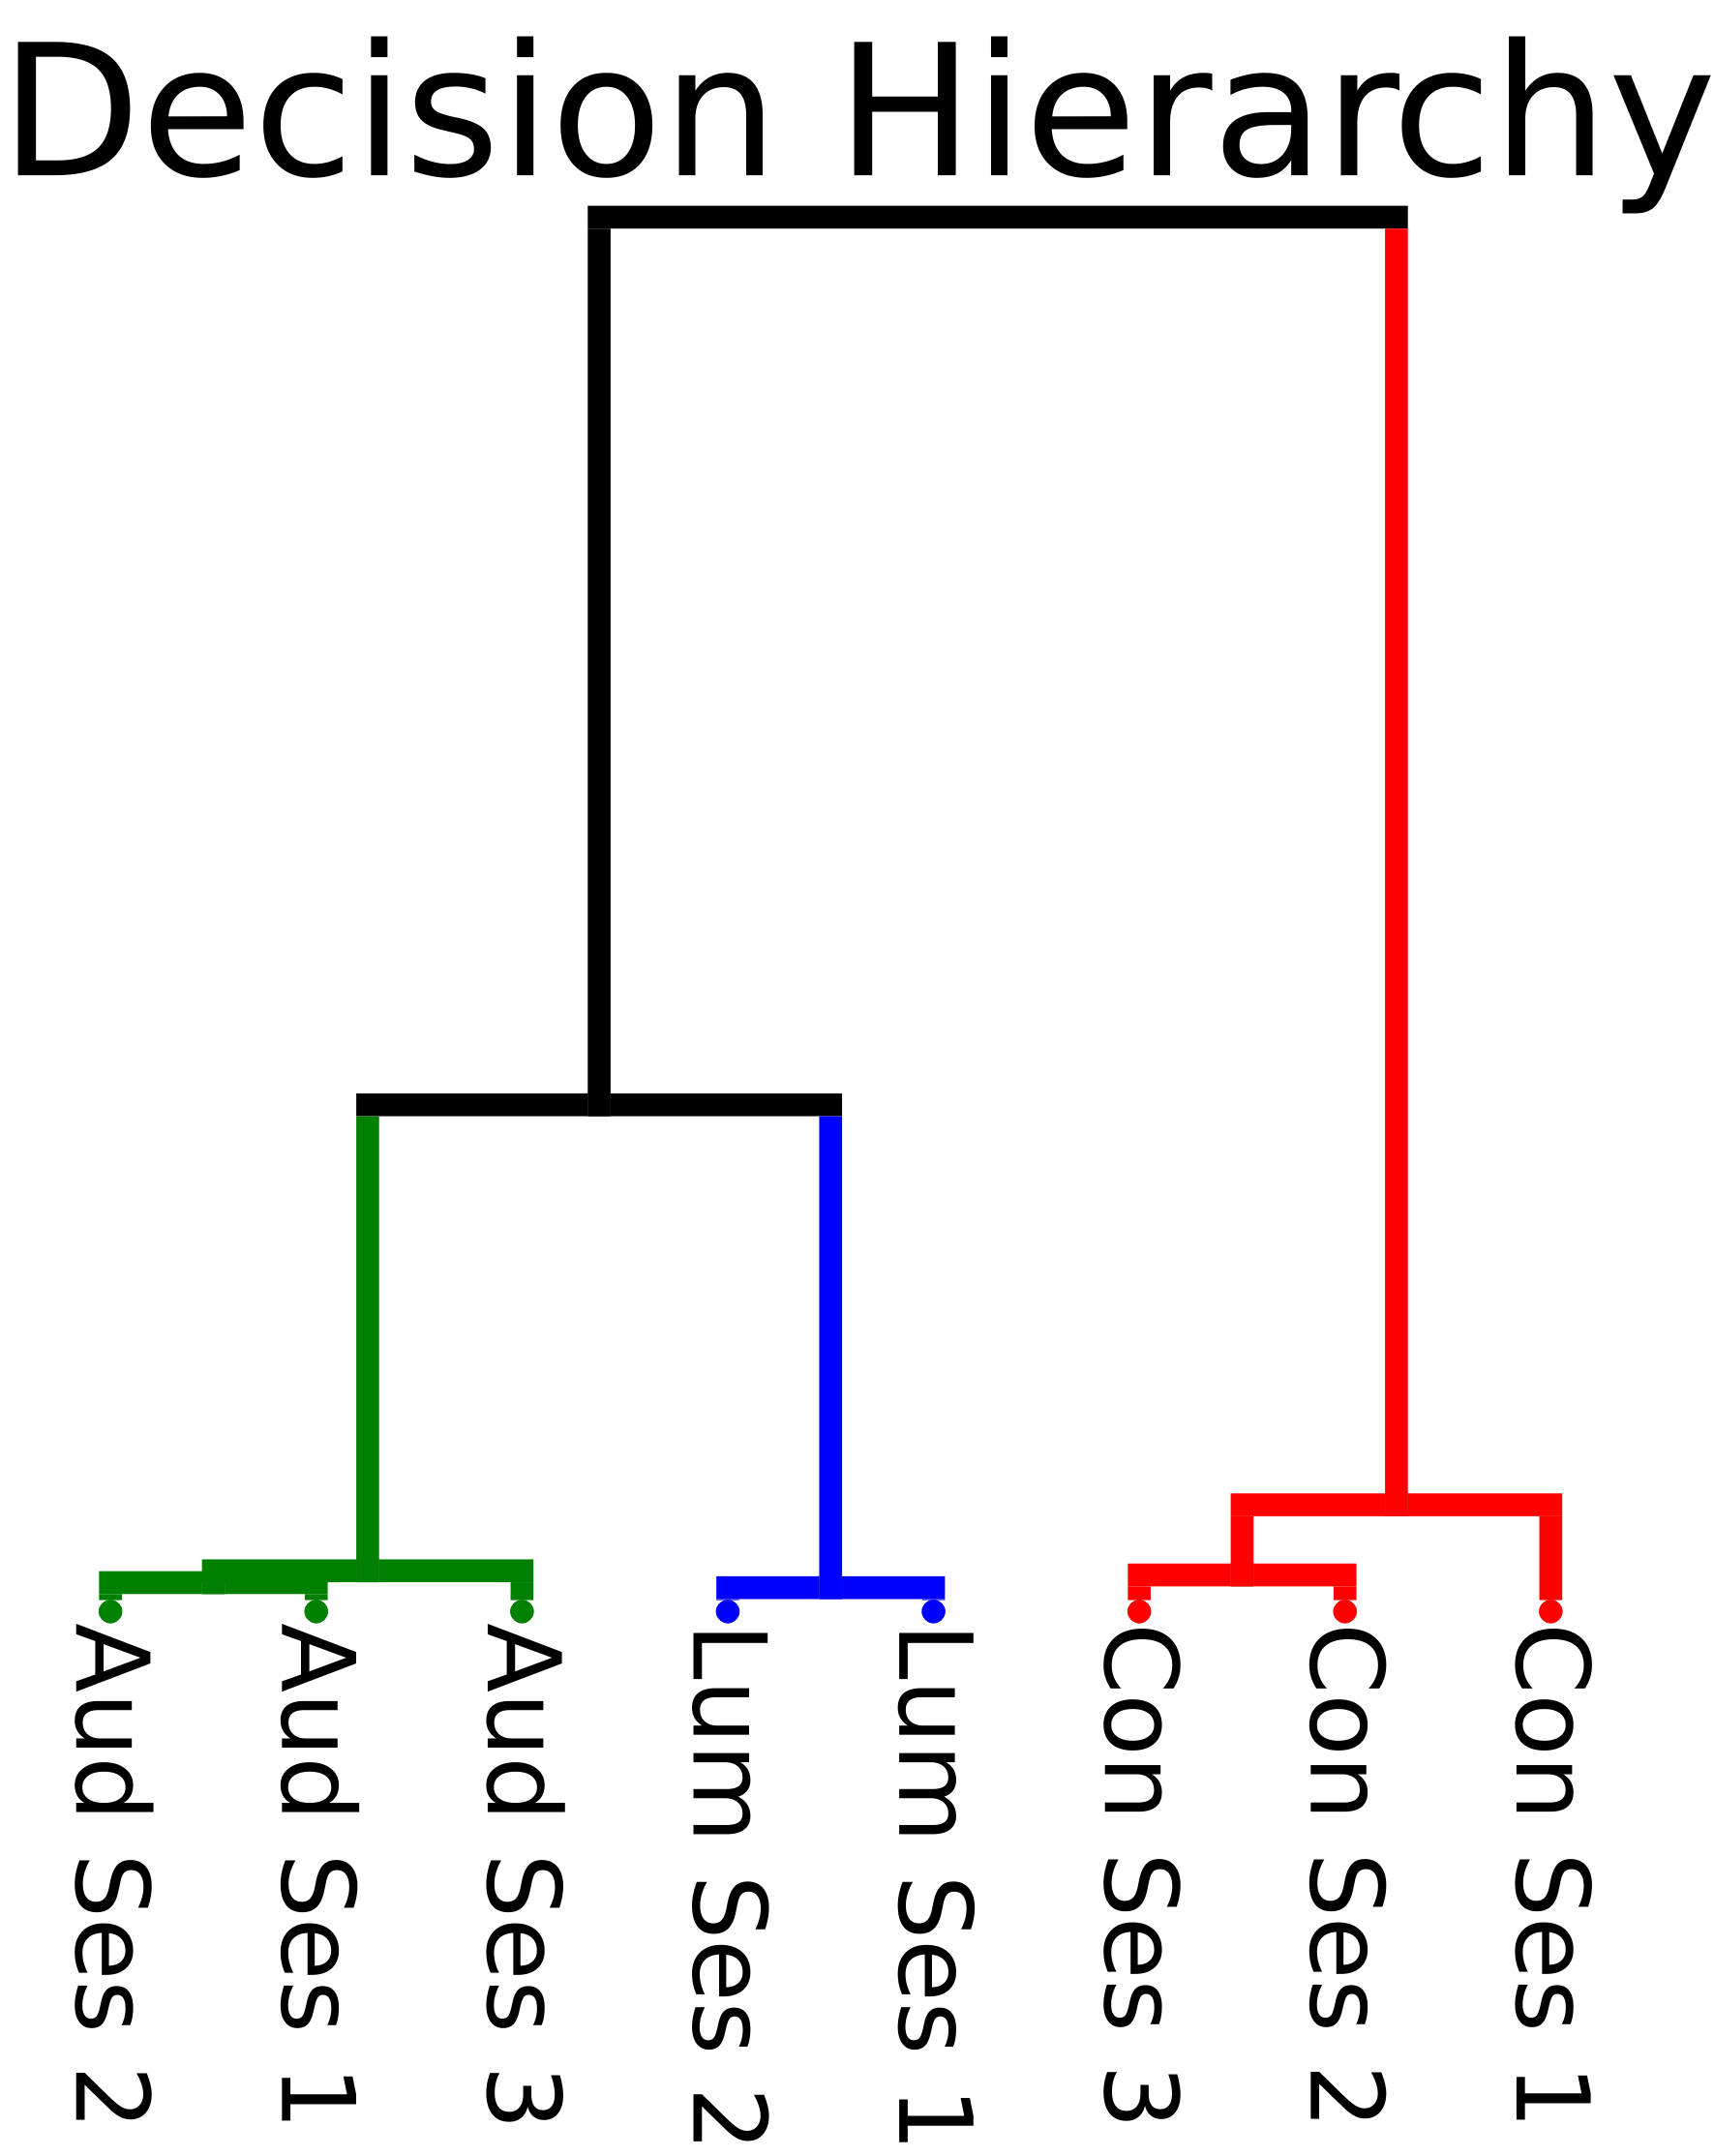 Decision Hierarchy
Aud Ses 2
Aud Ses 1
Aud Ses 3
Lum Ses 2
Lum Ses 1
Con Ses 3
Con Ses 2
Con Ses 1